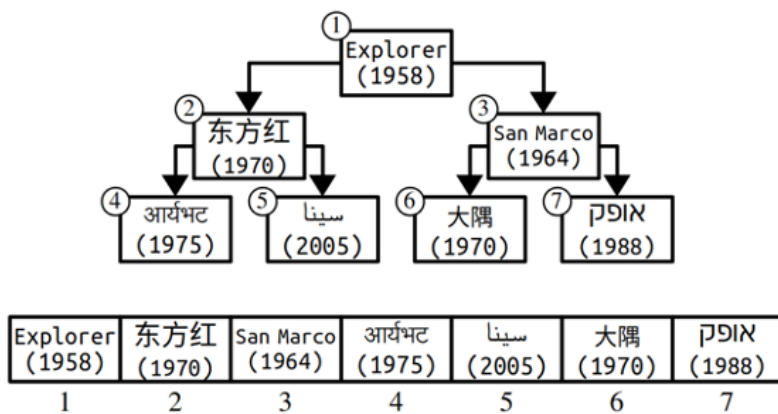 1
Explorer
(1958)
2
东方红
(1970)
3
San Marco
(1964)
4
आर्यभट
(1975)
5
سينا
(2005)
6
大隅
(1970)
7
אופק
(1988)
Explorer
(1958)
东方红
(1970)
San Marco
(1964)
आर्यभट
(1975)
سينا
(2005)
大隅
(1970)
אופק
(1988)
1 2 3 4 5 6 7